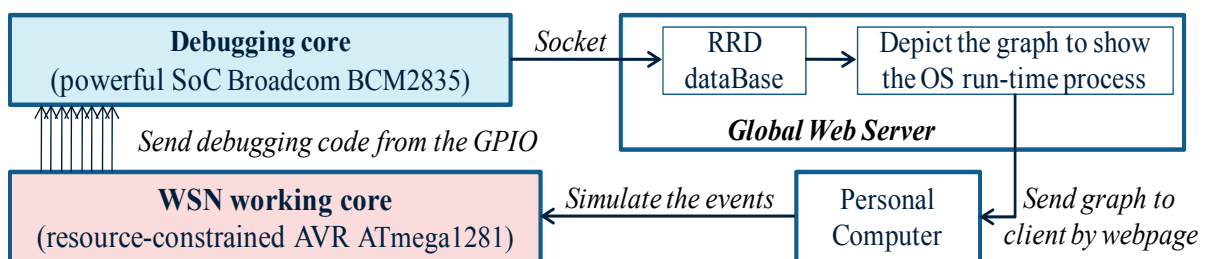 Debugging core
(powerful SoC Broadcom BCM2835)
Socket
RRD
dataBase
Depict the graph to show
the OS run-time process
Global Web Server
Send debugging code from the GPIO
WSN working core
(resource-constrained AVR ATmega1281)
Simulate the events
Personal
Computer
Send graph to
client by webpage